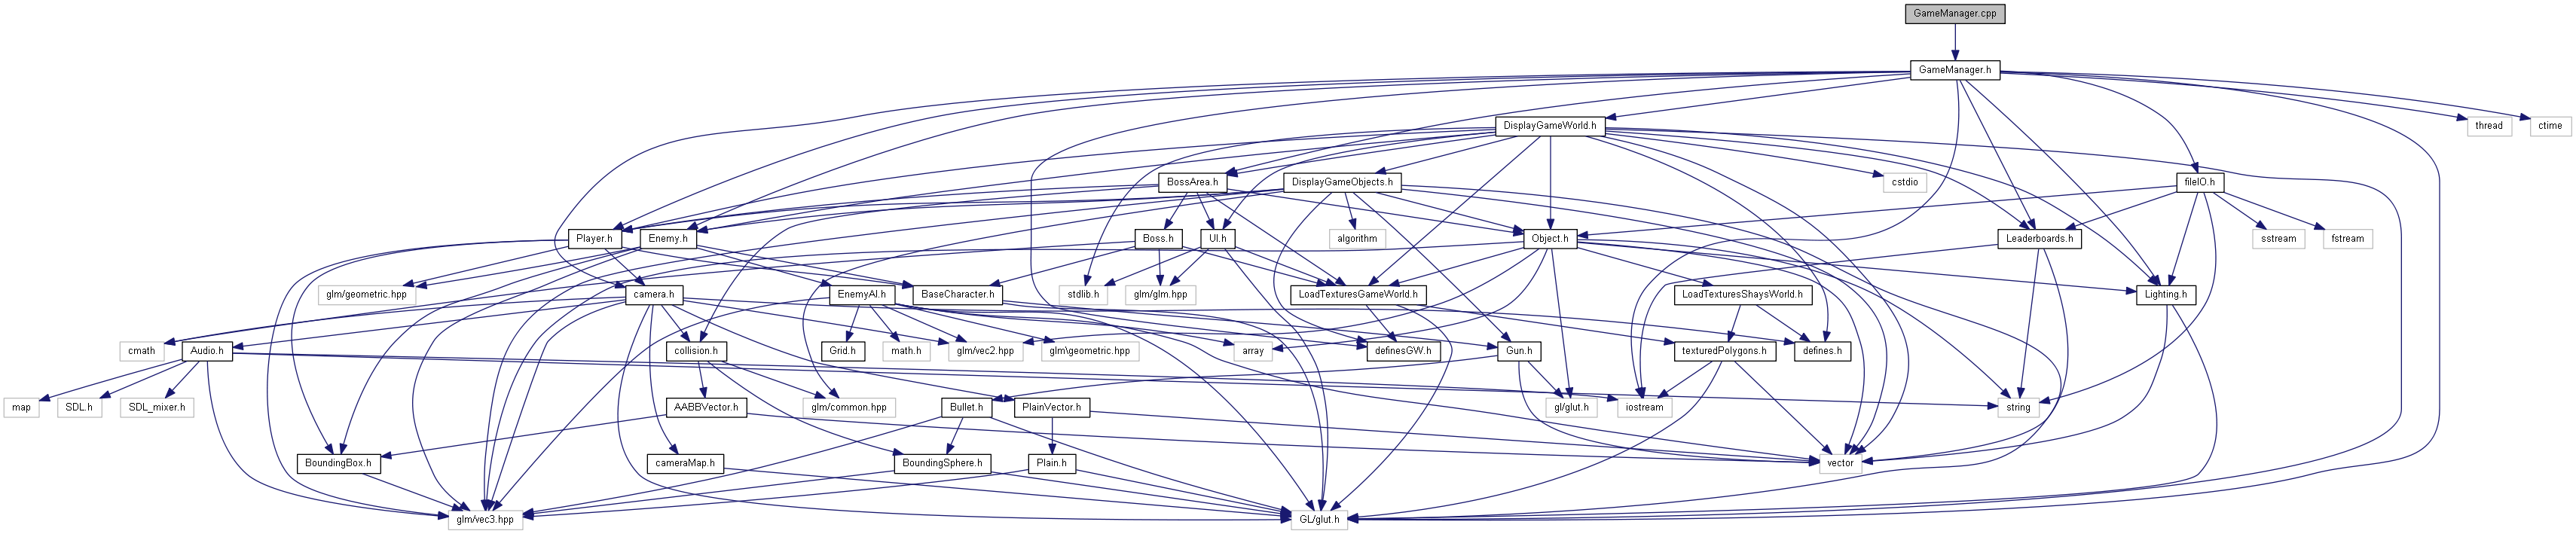 GameManager.cpp
GameManager.h
DisplayGameWorld.h
thread
ctime
BossArea.h
DisplayGameObjects.h
cstdio
fileIO.h
Player.h
Enemy.h
Boss.h
UI.h
algorithm
Object.h
Leaderboards.h
sstream
fstream
glm/geometric.hpp
camera.h
EnemyAI.h
BaseCharacter.h
stdlib.h
glm/glm.hpp
LoadTexturesGameWorld.h
LoadTexturesShaysWorld.h
Lighting.h
cmath
Audio.h
collision.h
Grid.h
math.h
glm/vec2.hpp
glm\geometric.hpp
array
definesGW.h
Gun.h
texturedPolygons.h
defines.h
map
SDL.h
SDL_mixer.h
AABBVector.h
glm/common.hpp
Bullet.h
PlainVector.h
gl/glut.h
iostream
string
BoundingBox.h
cameraMap.h
BoundingSphere.h
Plain.h
vector
glm/vec3.hpp
GL/glut.h